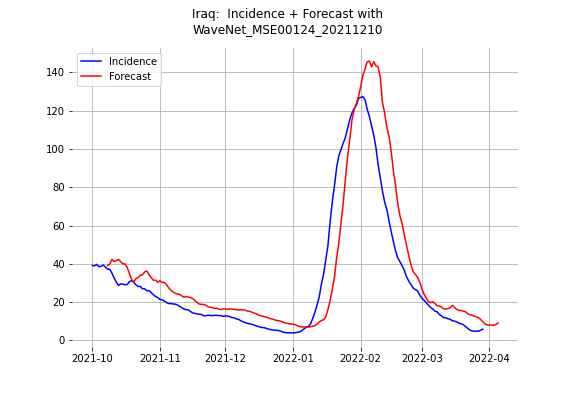 Iraq:  Incidence + Forecast with
WaveNet_MSE00124_20211210
Incidence
Forecast
140
120
100
80
60
40
20
0
2021-10 2021-11 2021-12 2022-01 2022-02 2022-03 2022-04